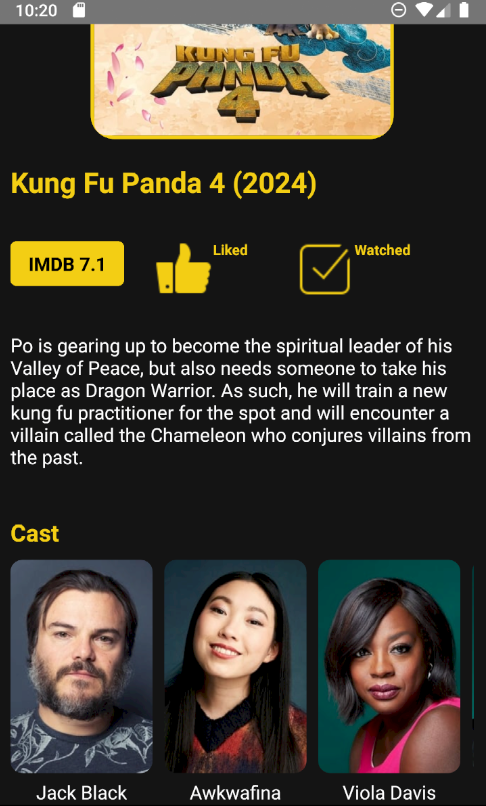 10:20
KUNG FU
PANDA
4
Kung Fu Panda 4 (2024)
IMDB 7.1
Liked
Watched
Po is gearing up to become the spiritual leader of his
Valley of Peace, but also needs someone to take his
place as Dragon Warrior. As such, he will train a new
kung fu practitioner for the spot and will encounter a
villain called the Chameleon who conjures villains from
the past.
Cast
Jack Black
Awkwafina
Viola Davis